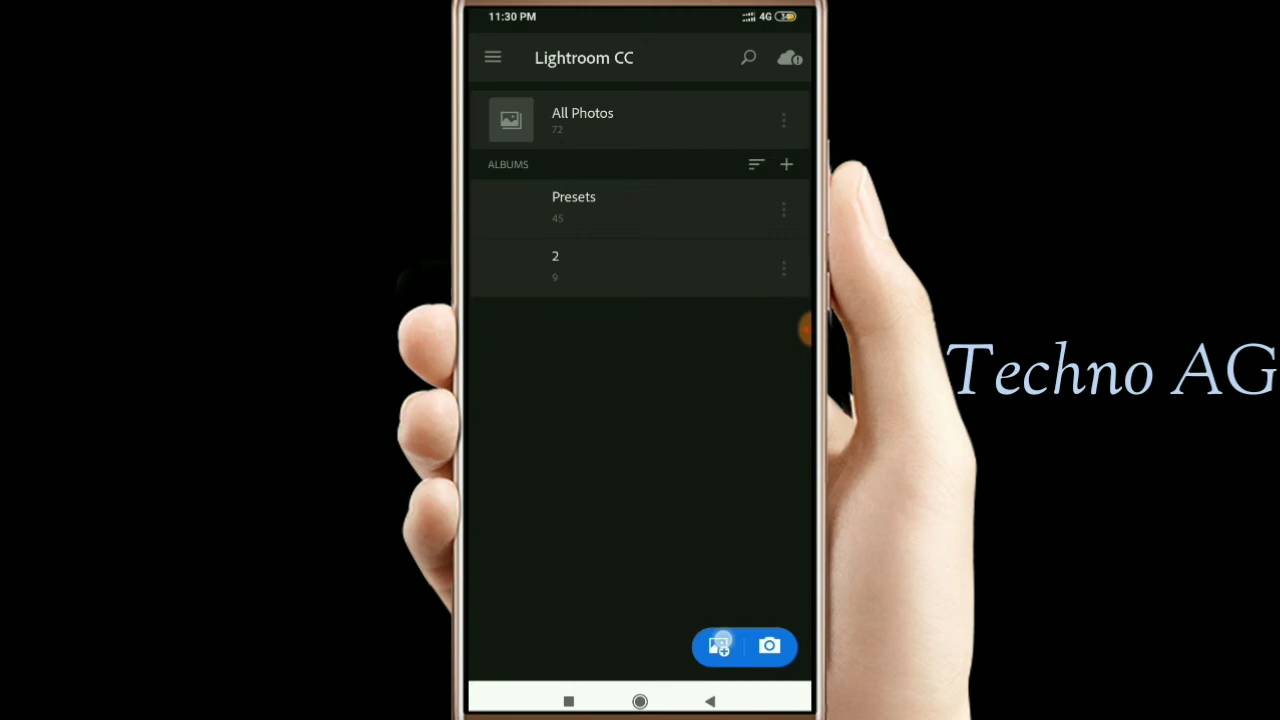 11:30 PM
4G
Lightroom CC
All Photos
72
ALBUMS
Presets
45
2
9
Techno AG